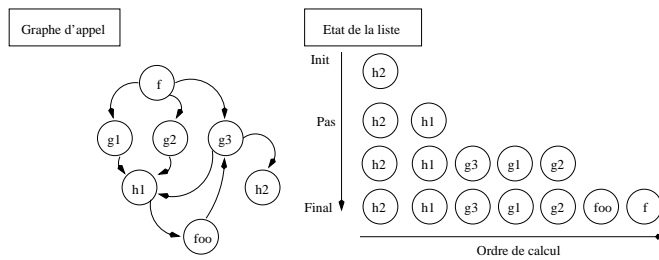 Graphe d'appel
f
g1
g2
g3
h1
h2
foo
Etat de la liste
Init
h2
Pas
h2 h1
h2 h1 g3 g1 g2
Final
h2 h1 g3 g1 g2 foo f
Ordre de calcul